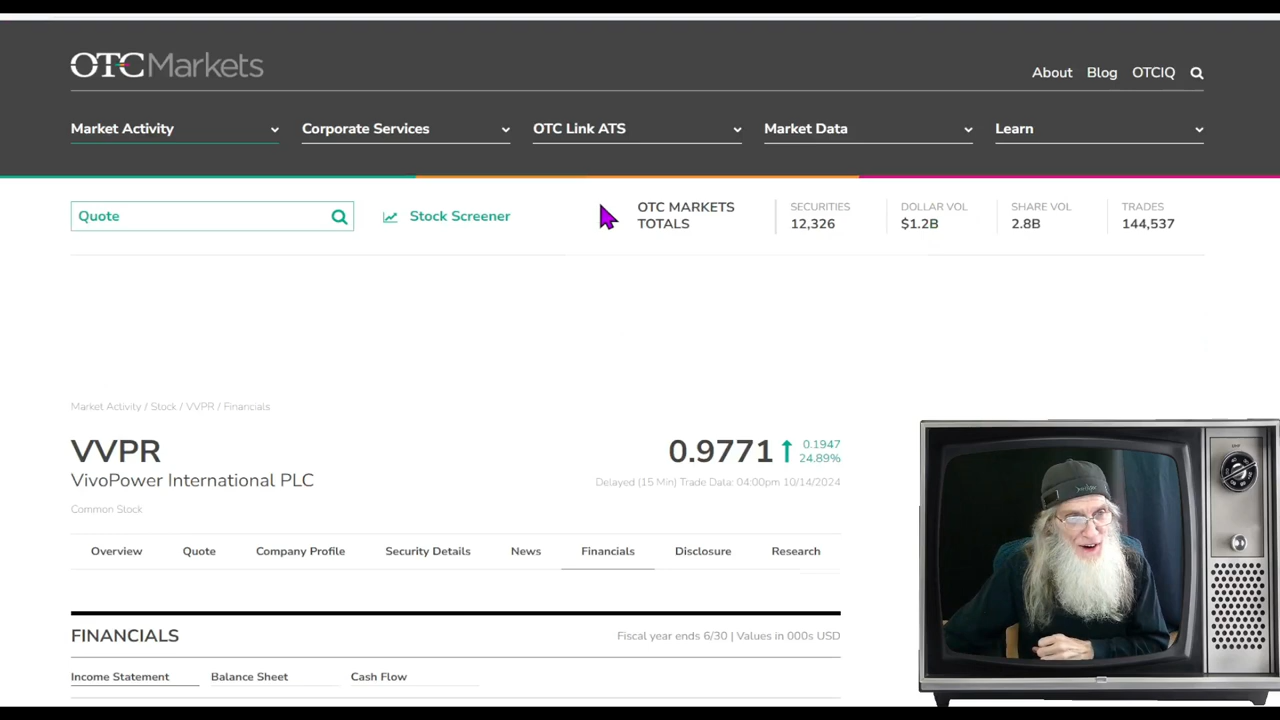 OTCMarkets
About Blog OTCIQ
Market Activity Corporate Services OTC Link ATS Market Data Learn
Quote
Stock Screener
OTC MARKETS
TOTALS
SECURITIES
12,326
DOLLAR VOL
$1.2B
SHARE VOL
2.8B
TRADES
144,537
Market Activity / Stock / VVPR / Financials
VVPR
0.9771
0.1947
24.89%
VivoPower International PLC
Delayed (15 Min) Trade Data: 04:00pm 10/14/2024
Common Stock
Overview Quote Company Profile Security Details News Financials Disclosure Research
FINANCIALS
Fiscal year ends 6/30 | Values in 000s USD
Income Statement Balance Sheet Cash Flow